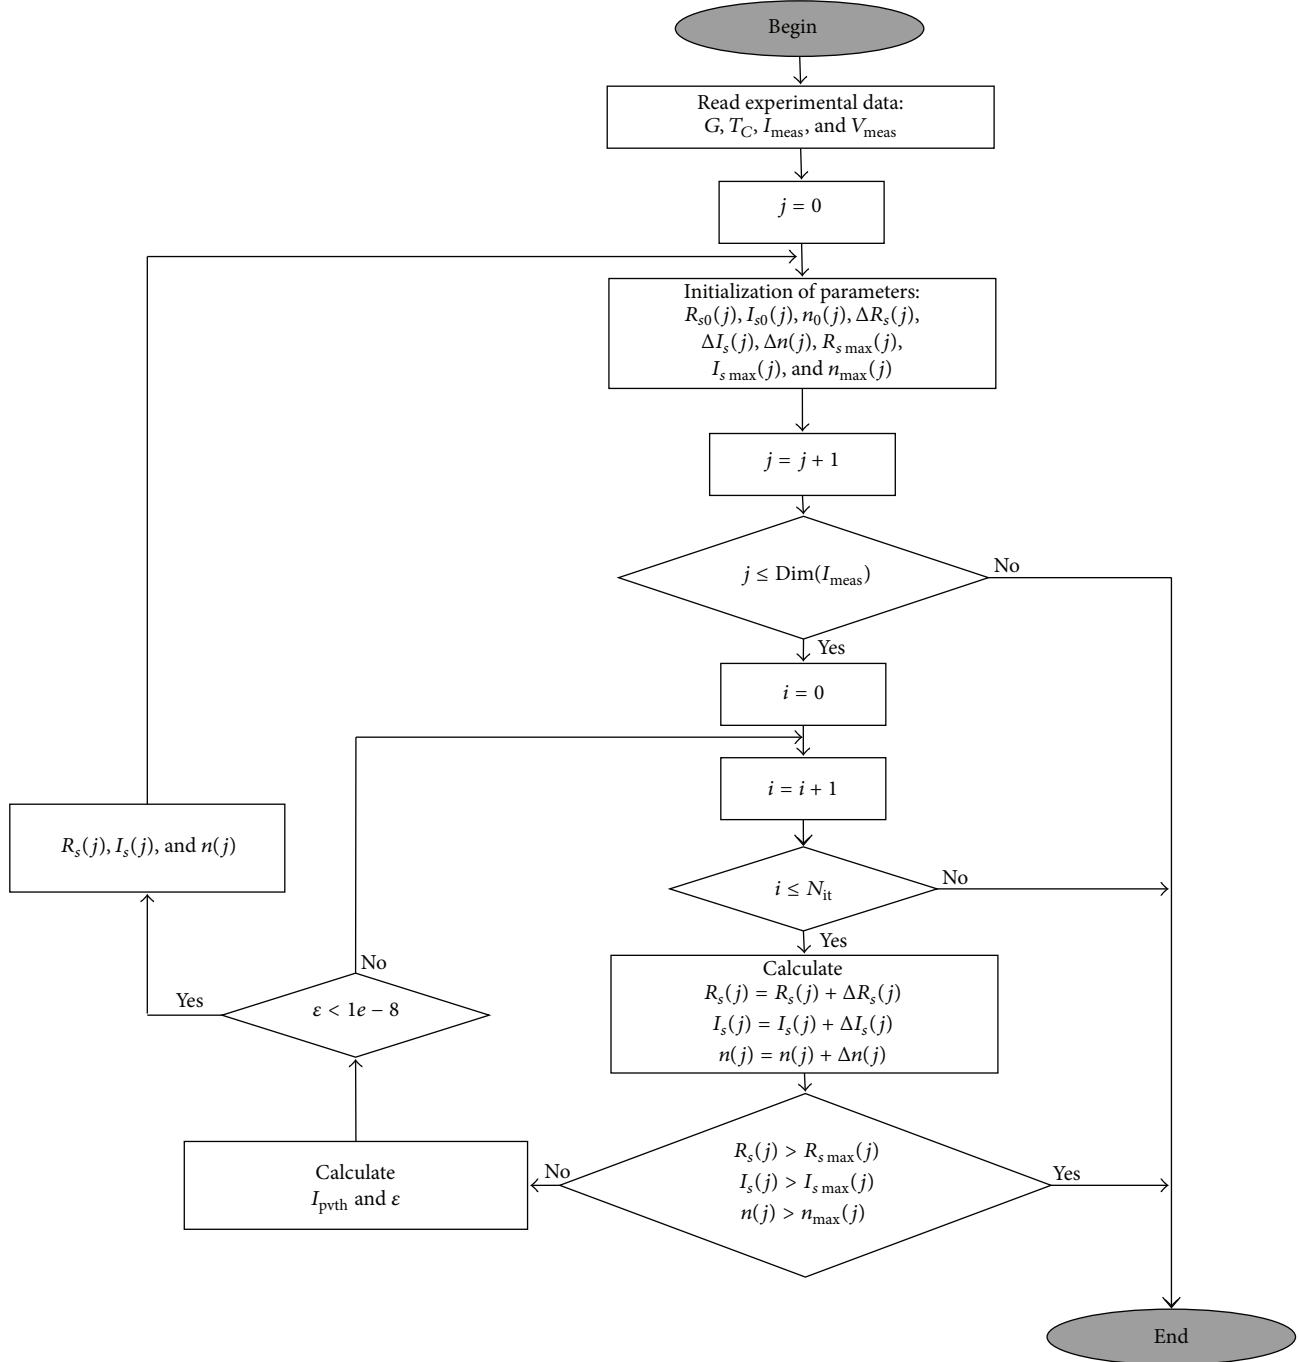 Begin
Read experimental data:
G, T_C, I_meas, and V_meas
j = 0
Initialization of parameters:
R_s0(j), I_s0(j), n_0(j), ΔR_s(j),
ΔI_s(j), Δn(j), R_s max(j),
I_s max(j), and n_max(j)
j = j + 1
j ≤ Dim(I_meas)
No
Yes
i = 0
i = i + 1
R_s(j), I_s(j), and n(j)
i ≤ N_it
No
Yes
Calculate
R_s(j) = R_s(j) + ΔR_s(j)
I_s(j) = I_s(j) + ΔI_s(j)
n(j) = n(j) + Δn(j)
No
Yes
ε < 1e − 8
R_s(j) > R_s max(j)
I_s(j) > I_s max(j)
n(j) > n_max(j)
No
Yes
Calculate
I_pvth and ε
End